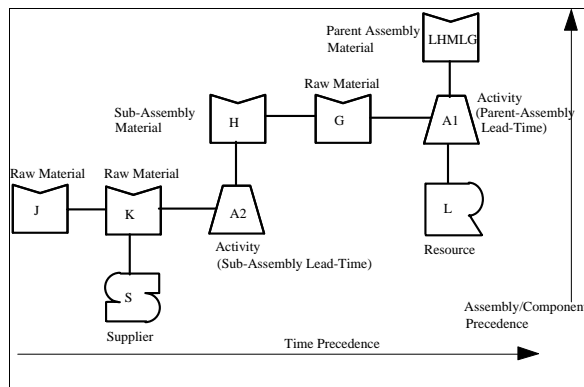 Parent Assembly
Material
LHMLG
Raw Material
Activity
(Parent-Assembly
Lead-Time)
Sub-Assembly
Material
H
G
A1
Raw Material
Raw Material
J
K
A2
L
Activity
(Sub-Assembly Lead-Time)
Resource
S
Supplier
Assembly/Component
Precedence
Time Precedence